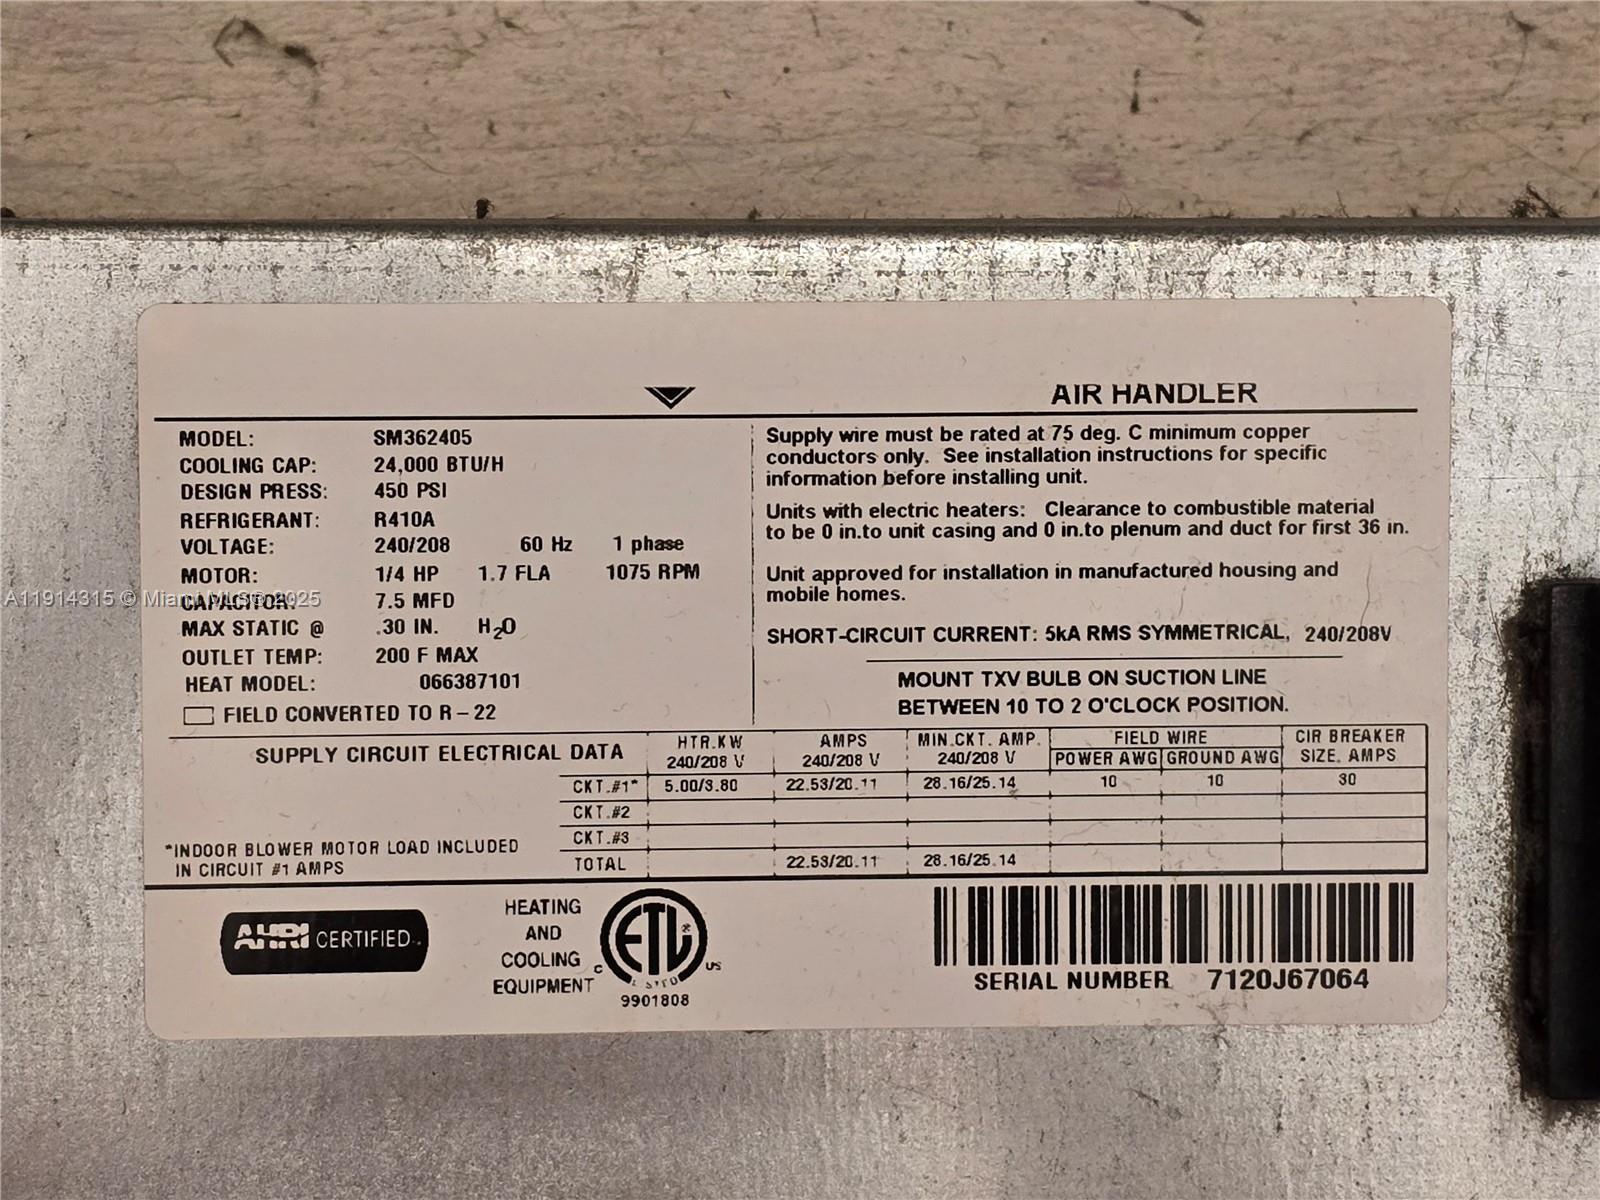 AIR HANDLER
MODEL: SM362405
COOLING CAP: 24,000 BTU/H
DESIGN PRESS: 450 PSI
REFRIGERANT: R410A
VOLTAGE: 240/208 60 Hz 1 phase
MOTOR: 1/4 HP 1.7 FLA 1075 RPM
CAPACITOR: 7.5 MFD
MAX STATIC @ .30 IN. H2O
OUTLET TEMP: 200 F MAX
HEAT MODEL: 066387101
FIELD CONVERTED TO R-22
Supply wire must be rated at 75 deg. C minimum copper
conductors only. See installation instructions for specific
information before installing unit.
Units with electric heaters: Clearance to combustible material
to be 0 in.to unit casing and 0 in.to plenum and duct for first 36 in.
Unit approved for installation in manufactured housing and
mobile homes.
SHORT-CIRCUIT CURRENT: 5kA RMS SYMMETRICAL, 240/208V
MOUNT TXV BULB ON SUCTION LINE
BETWEEN 10 TO 2 O'CLOCK POSITION.
SUPPLY CIRCUIT ELECTRICAL DATA
HTR.KW AMPS MIN.CKT. AMP. FIELD WIRE CIR BREAKER
240/208 V 240/208 V 240/208 V POWER AWG GROUND AWG SIZE. AMPS
CKT.#1* 5.00/3.80 22.53/20.11 28.16/25.14 10 10 30
CKT.#2
CKT.#3
TOTAL 22.53/20.11 28.16/25.14
*INDOOR BLOWER MOTOR LOAD INCLUDED
IN CIRCUIT #1 AMPS
AHRI CERTIFIED
HEATING
AND
COOLING
EQUIPMENT
C ETL US
LISTED
9901808
SERIAL NUMBER 7120J67064
A11914315 © Miami MLS® 2025